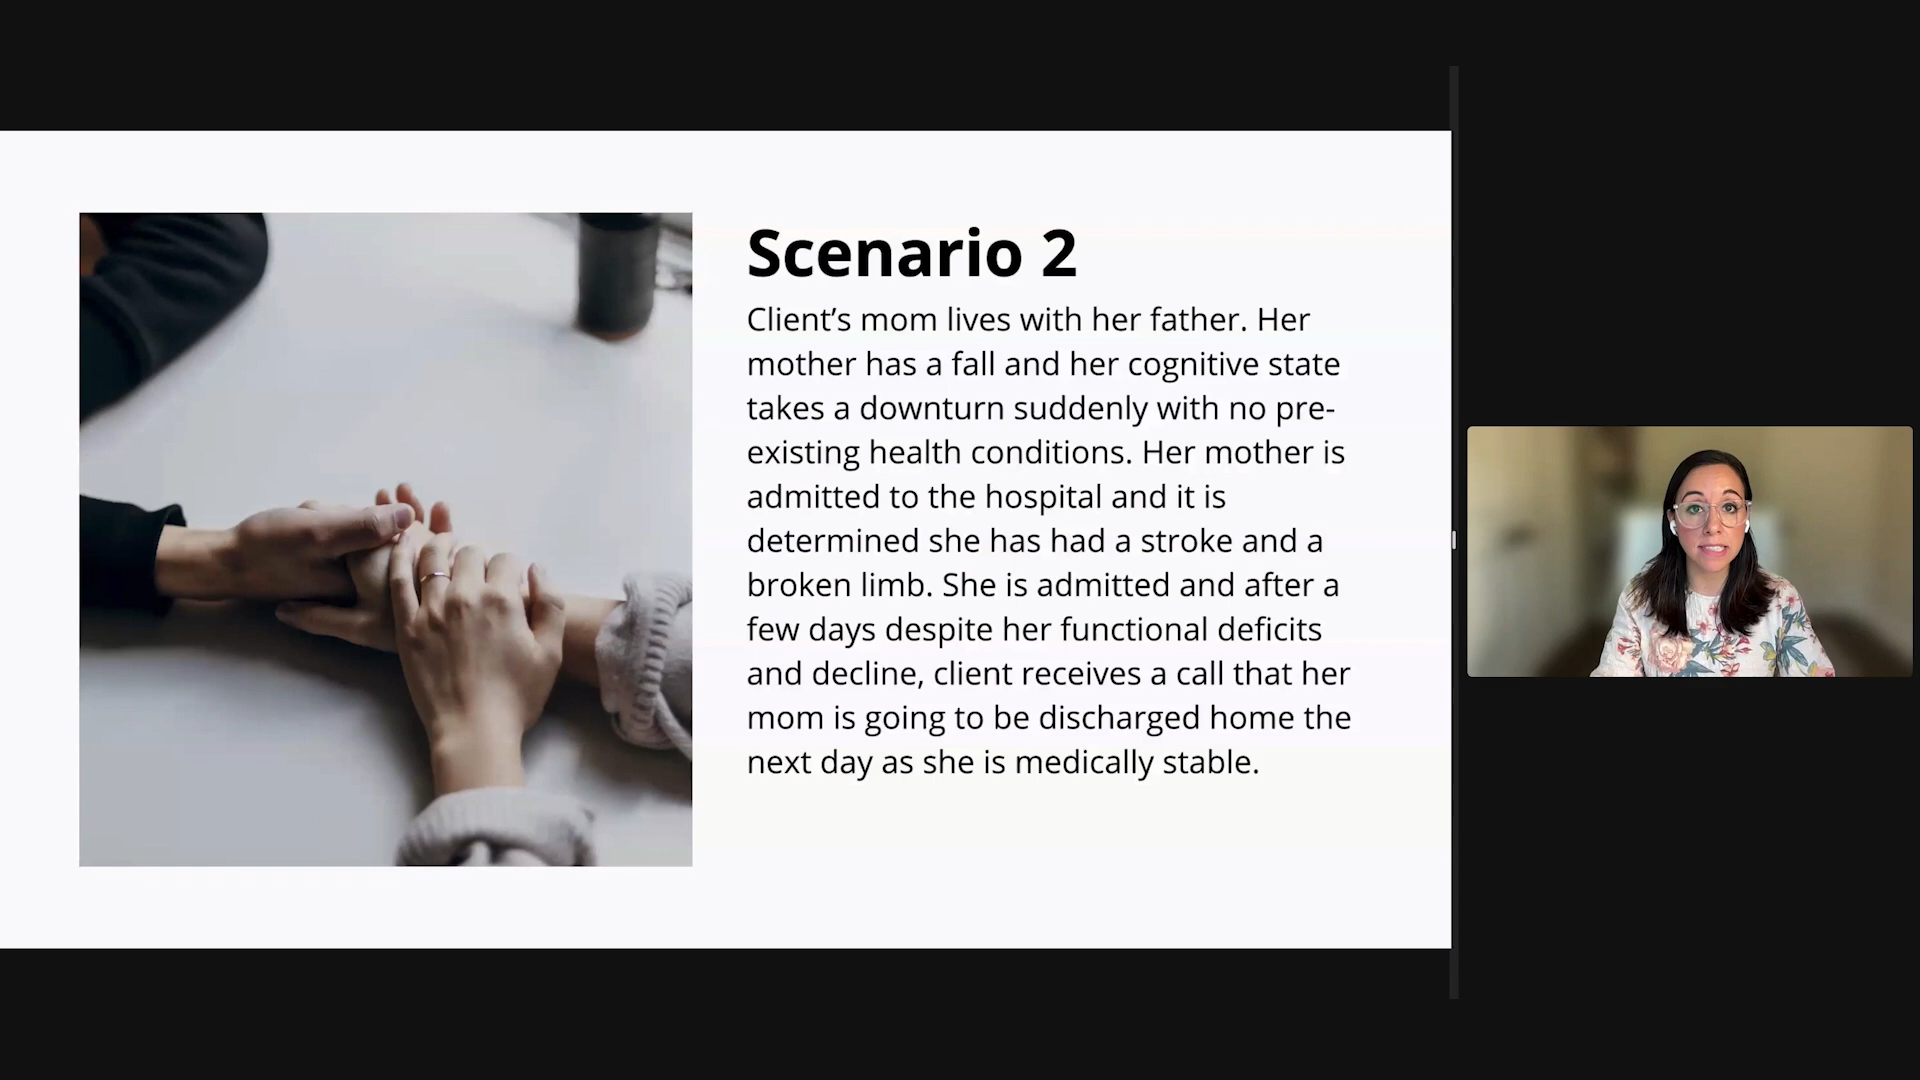 Scenario 2
Client’s mom lives with her father. Her
mother has a fall and her cognitive state
takes a downturn suddenly with no pre-
existing health conditions. Her mother is
admitted to the hospital and it is
determined she has had a stroke and a
broken limb. She is admitted and after a
few days despite her functional deficits
and decline, client receives a call that her
mom is going to be discharged home the
next day as she is medically stable.